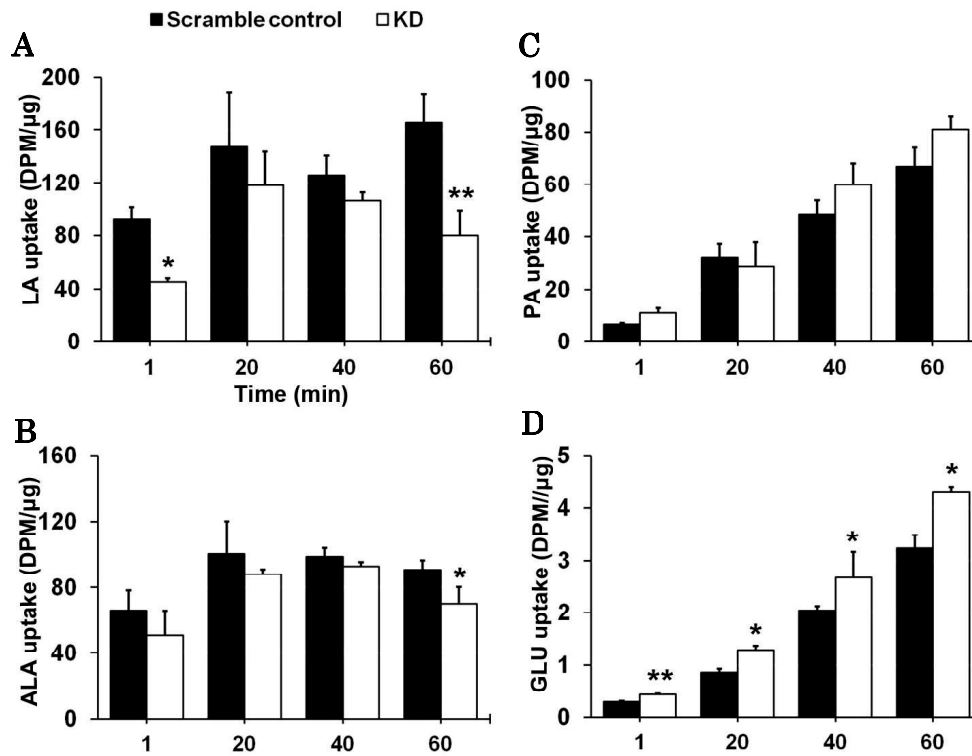 Scramble control KD
A
LA uptake (DPM/µg)
200
160
120
80
40
0
*
**
1 20 40 60
Time (min)
B
ALA uptake (DPM/µg)
160
120
80
40
0
*
1 20 40 60
C
PA uptake (DPM/µg)
100
80
60
40
20
0
1 20 40 60
D
GLU uptake (DPM//µg)
5
4
3
2
1
0
**
*
*
*
1 20 40 60